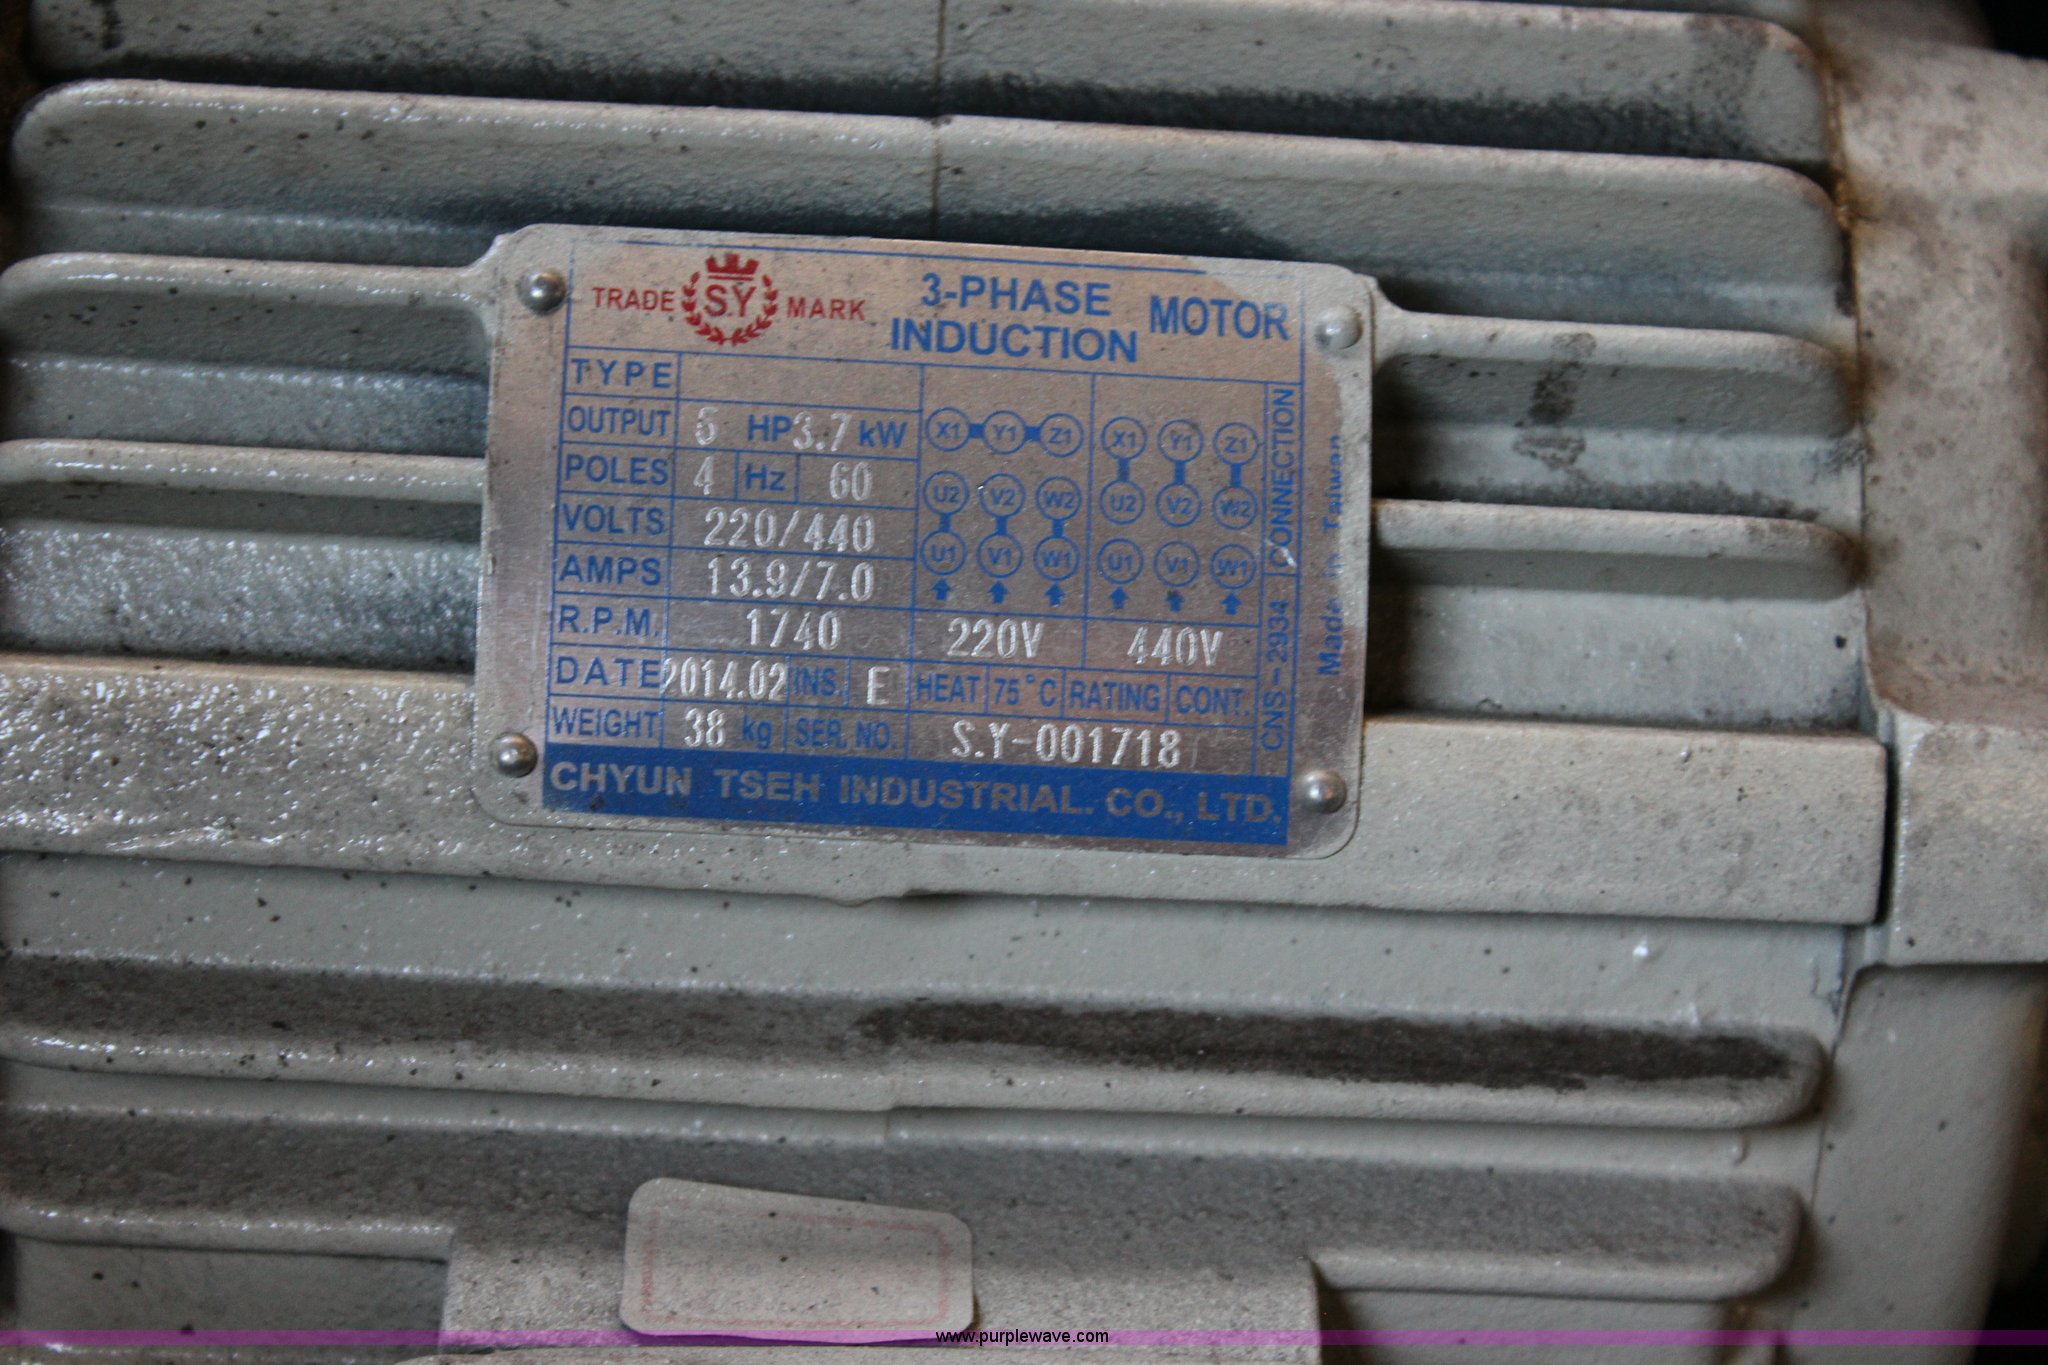 TRADE S.Y MARK 3-PHASE INDUCTION MOTOR
TYPE
OUTPUT 5 HP 3.7 kW
POLES 4 Hz 60
VOLTS 220/440
AMPS 13.9/7.0
R.P.M. 1740
DATE 2014.02 INS. E
WEIGHT 38 kg SER. NO. S.Y-001718
X1 Y1 Z1
U2 V2 W2
U1 V1 W1
220V
X1 Y1 Z1
U2 V2 W2
U1 V1 W1
440V
HEAT 75°C RATING CONT.
CNS-2934 CONNECTION
Made in Taiwan
CHYUN TSEH INDUSTRIAL. CO., LTD.
www.purplewave.com